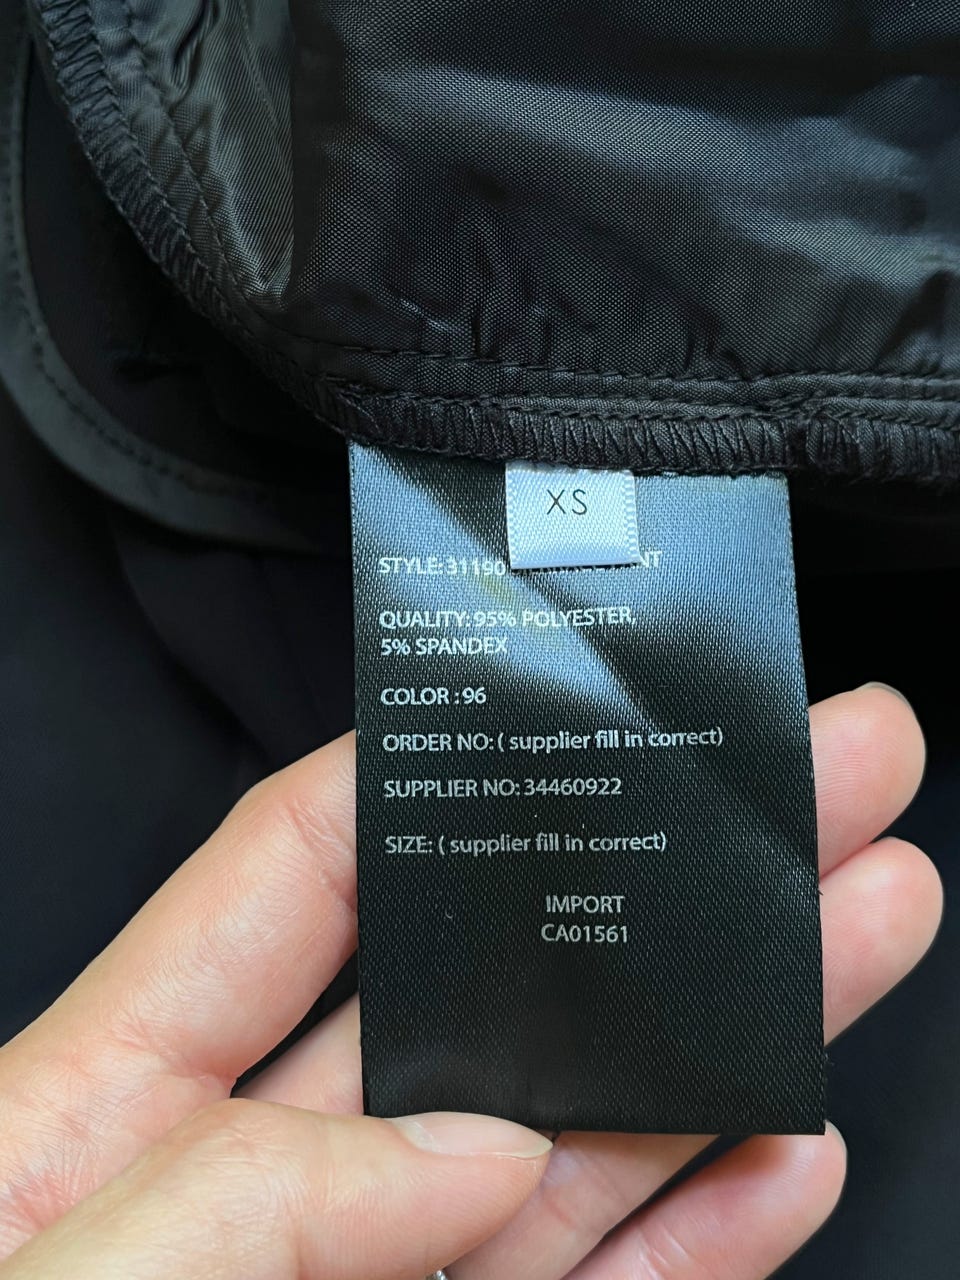 XS
STYLE: 31190
QUALITY: 95% POLYESTER,
5% SPANDEX
COLOR : 96
ORDER NO: ( supplier fill in correct)
SUPPLIER NO: 34460922
SIZE: ( supplier fill in correct)
IMPORT
CA01561